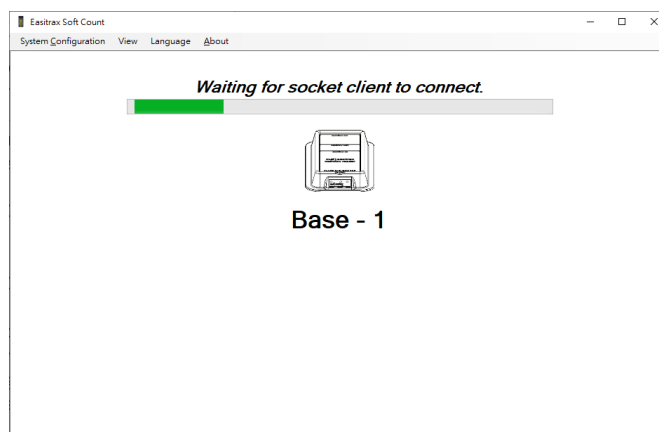 Easitrax Soft Count
System Configuration View Language About
Waiting for socket client to connect.
Base - 1